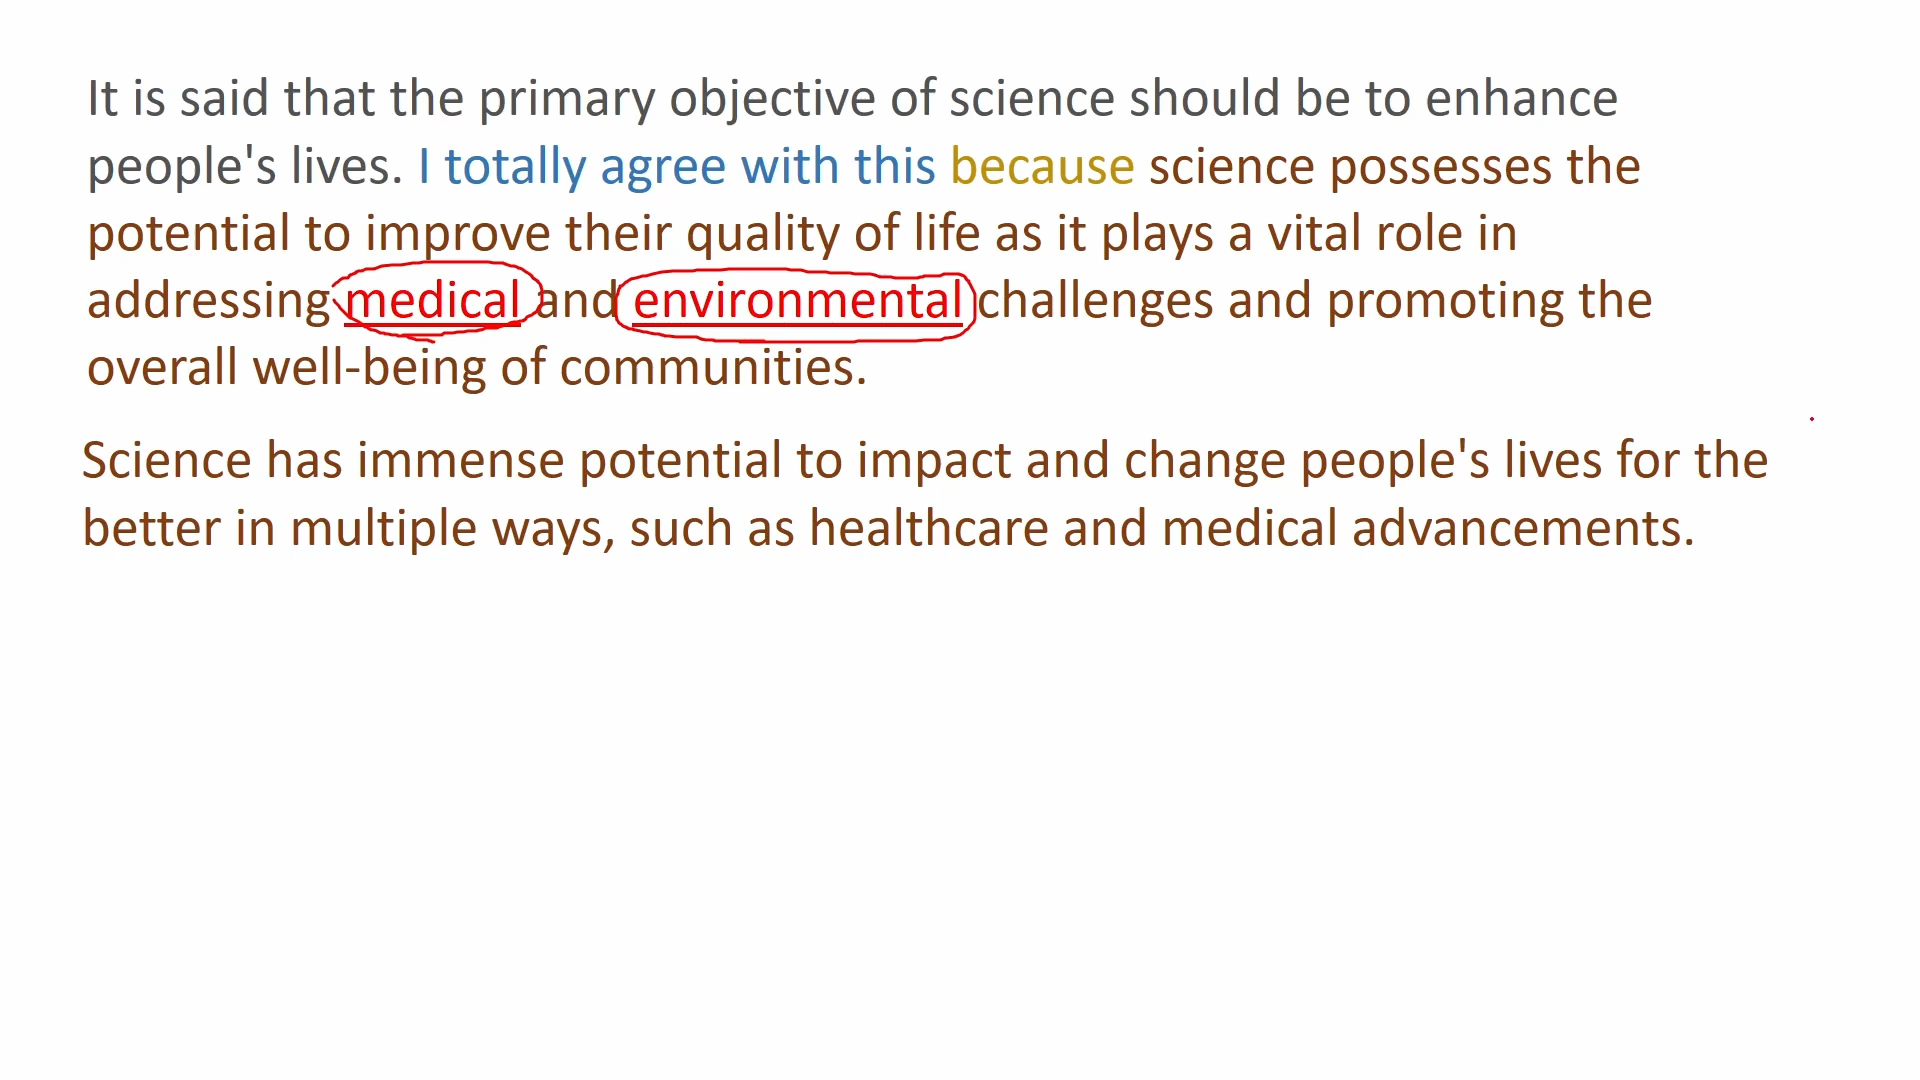 It is said that the primary objective of science should be to enhance
people's lives. I totally agree with this because science possesses the
potential to improve their quality of life as it plays a vital role in
addressing medical and environmental challenges and promoting the
overall well-being of communities.
Science has immense potential to impact and change people's lives for the
better in multiple ways, such as healthcare and medical advancements.